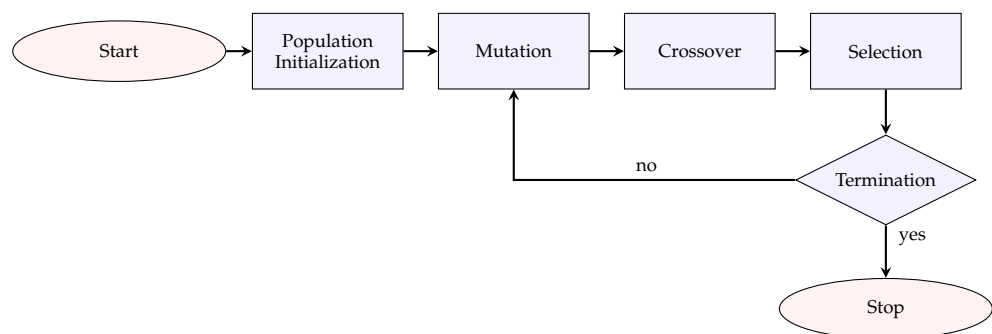 Start
Population
Initialization
Mutation
Crossover
Selection
no
Termination
yes
Stop